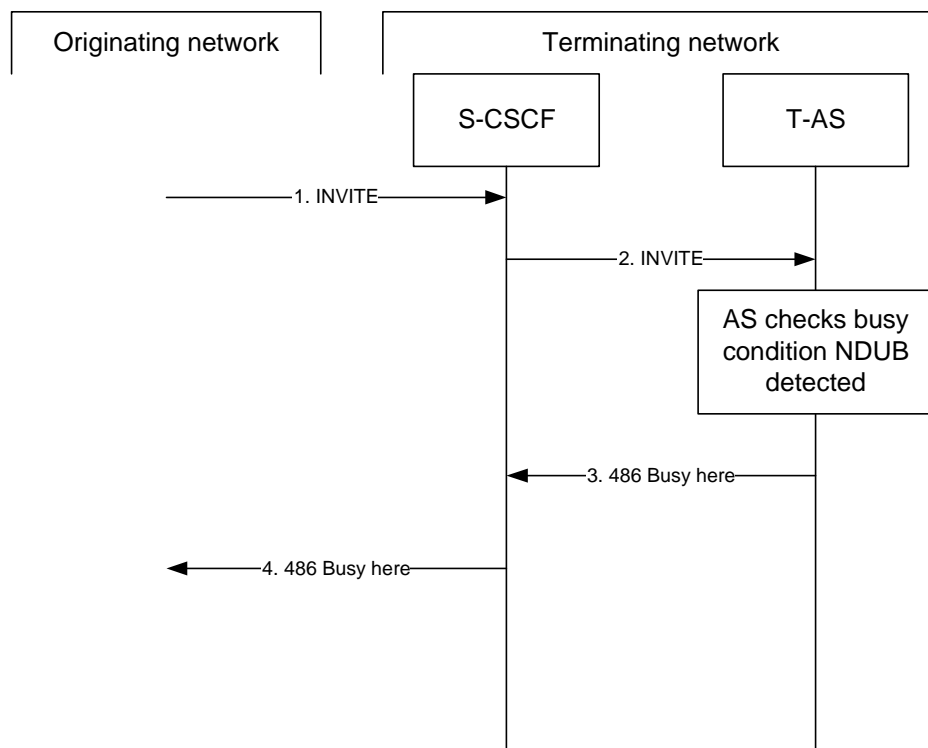 Originating network
Terminating network
S-CSCF
T-AS
1. INVITE
2. INVITE
AS checks busy
condition NDUB
detected
3. 486 Busy here
4. 486 Busy here